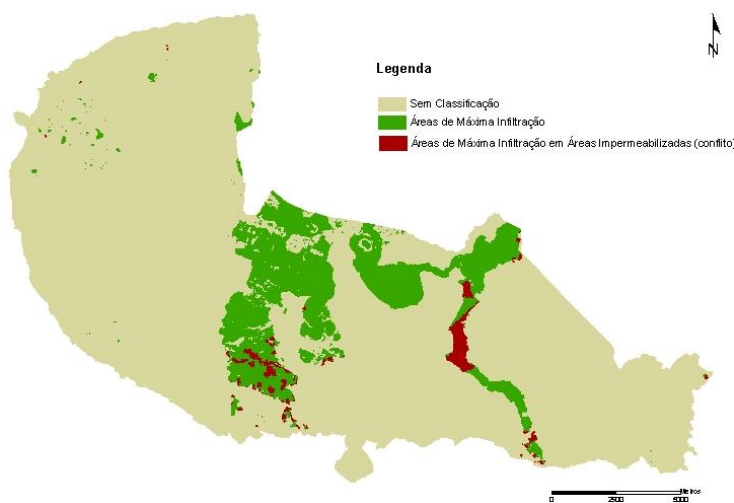 N
Legenda
Sem Classificação
Áreas de Máxima Infiltração
Áreas de Máxima Infiltração em Áreas Impermeabilizadas (conflito)
Metros
0 2500 5000